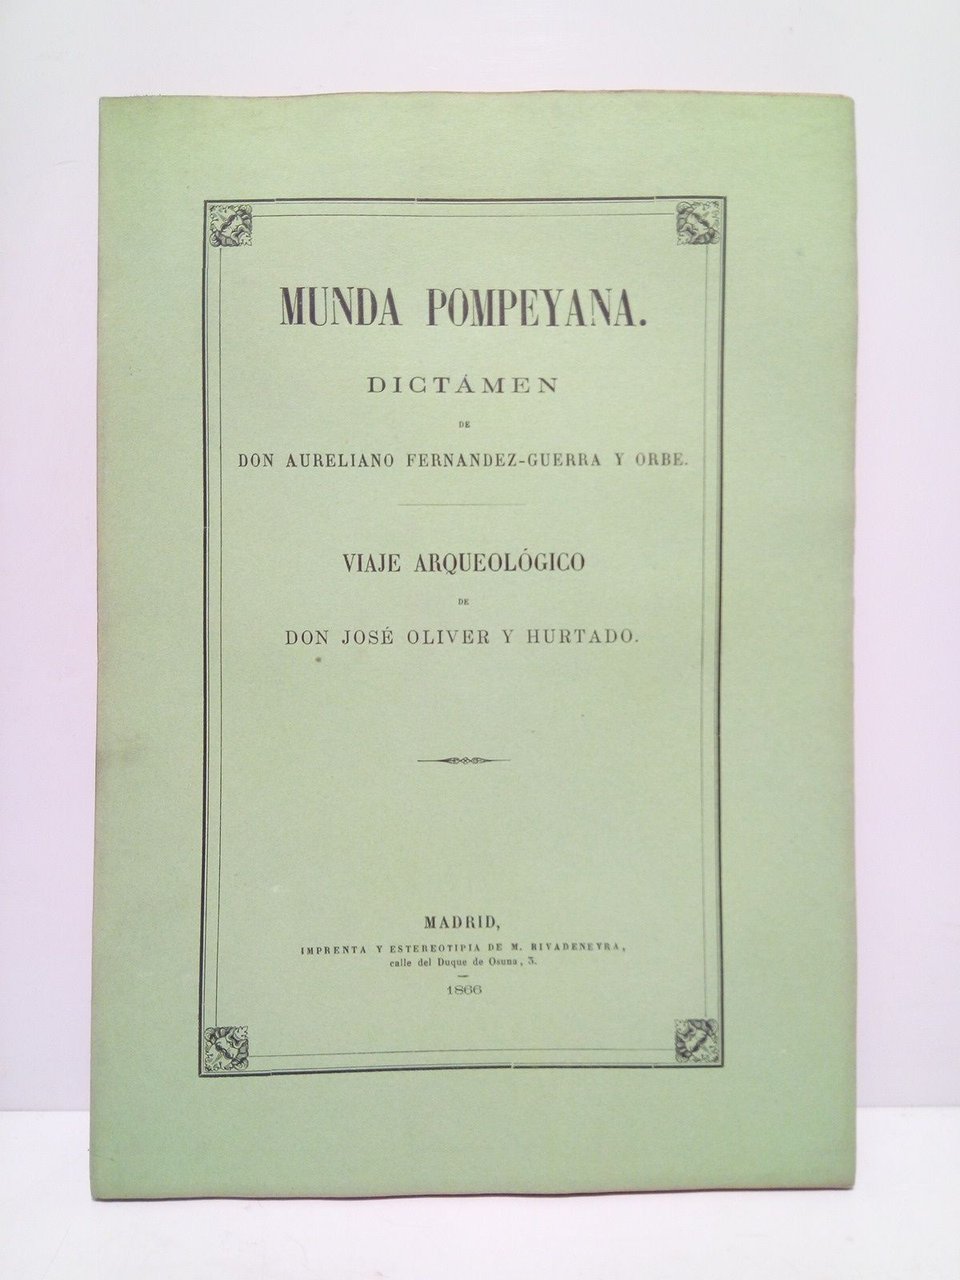 MUNDA POMPEYANA.
DICTÁMEN
DE
DON AURELIANO FERNANDEZ-GUERRA Y ORBE.
VIAJE ARQUEOLÓGICO
DE
DON JOSÉ OLIVER Y HURTADO.
MADRID,
IMPRENTA Y ESTEREOTIPIA DE M. RIVADENEYRA,
calle del Duque de Osuna, 3.
1866